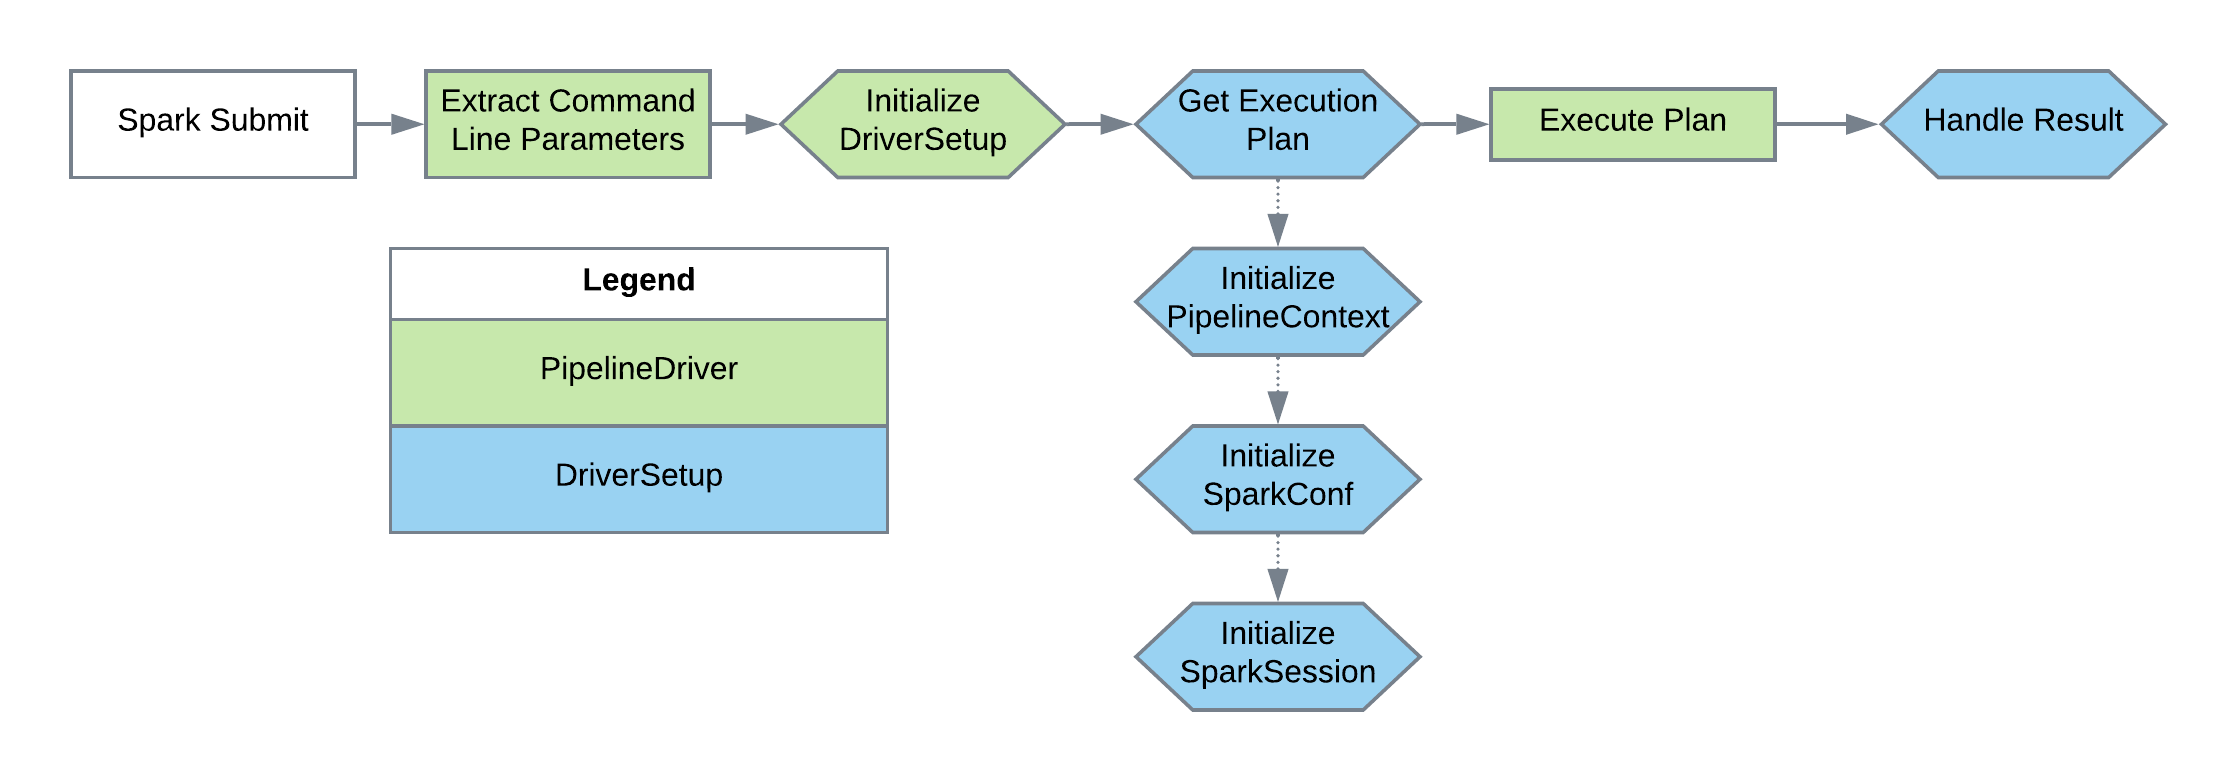 Spark Submit
Extract Command
Line Parameters
Initialize
DriverSetup
Get Execution
Plan
Execute Plan
Handle Result
Legend
PipelineDriver
DriverSetup
Initialize
PipelineContext
Initialize
SparkConf
Initialize
SparkSession